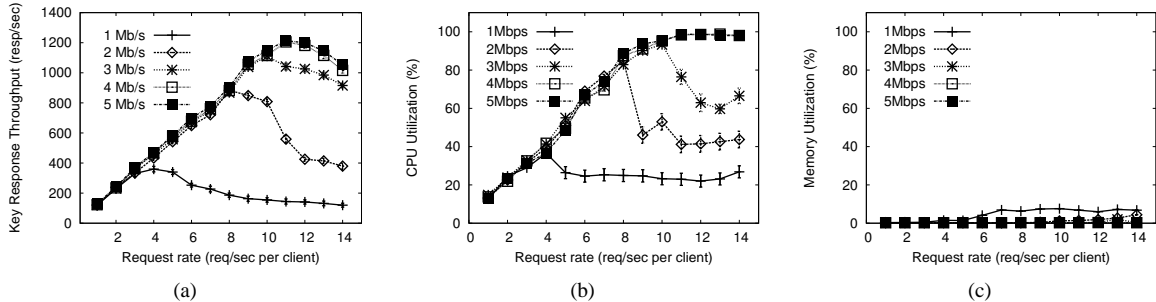 Key Response Throughput (resp/sec)
1400
1200
1000
800
600
400
200
0
1 Mb/s
2 Mb/s
3 Mb/s
4 Mb/s
5 Mb/s
2 4 6 8 10 12 14
Request rate (req/sec per client)
(a)
CPU Utilization (%)
100
80
60
40
20
0
1Mbps
2Mbps
3Mbps
4Mbps
5Mbps
0 2 4 6 8 10 12 14
Request rate (req/sec per client)
(b)
Memory Utilization (%)
100
80
60
40
20
0
1Mbps
2Mbps
3Mbps
4Mbps
5Mbps
0 2 4 6 8 10 12 14
Request rate (req/sec per client)
(c)